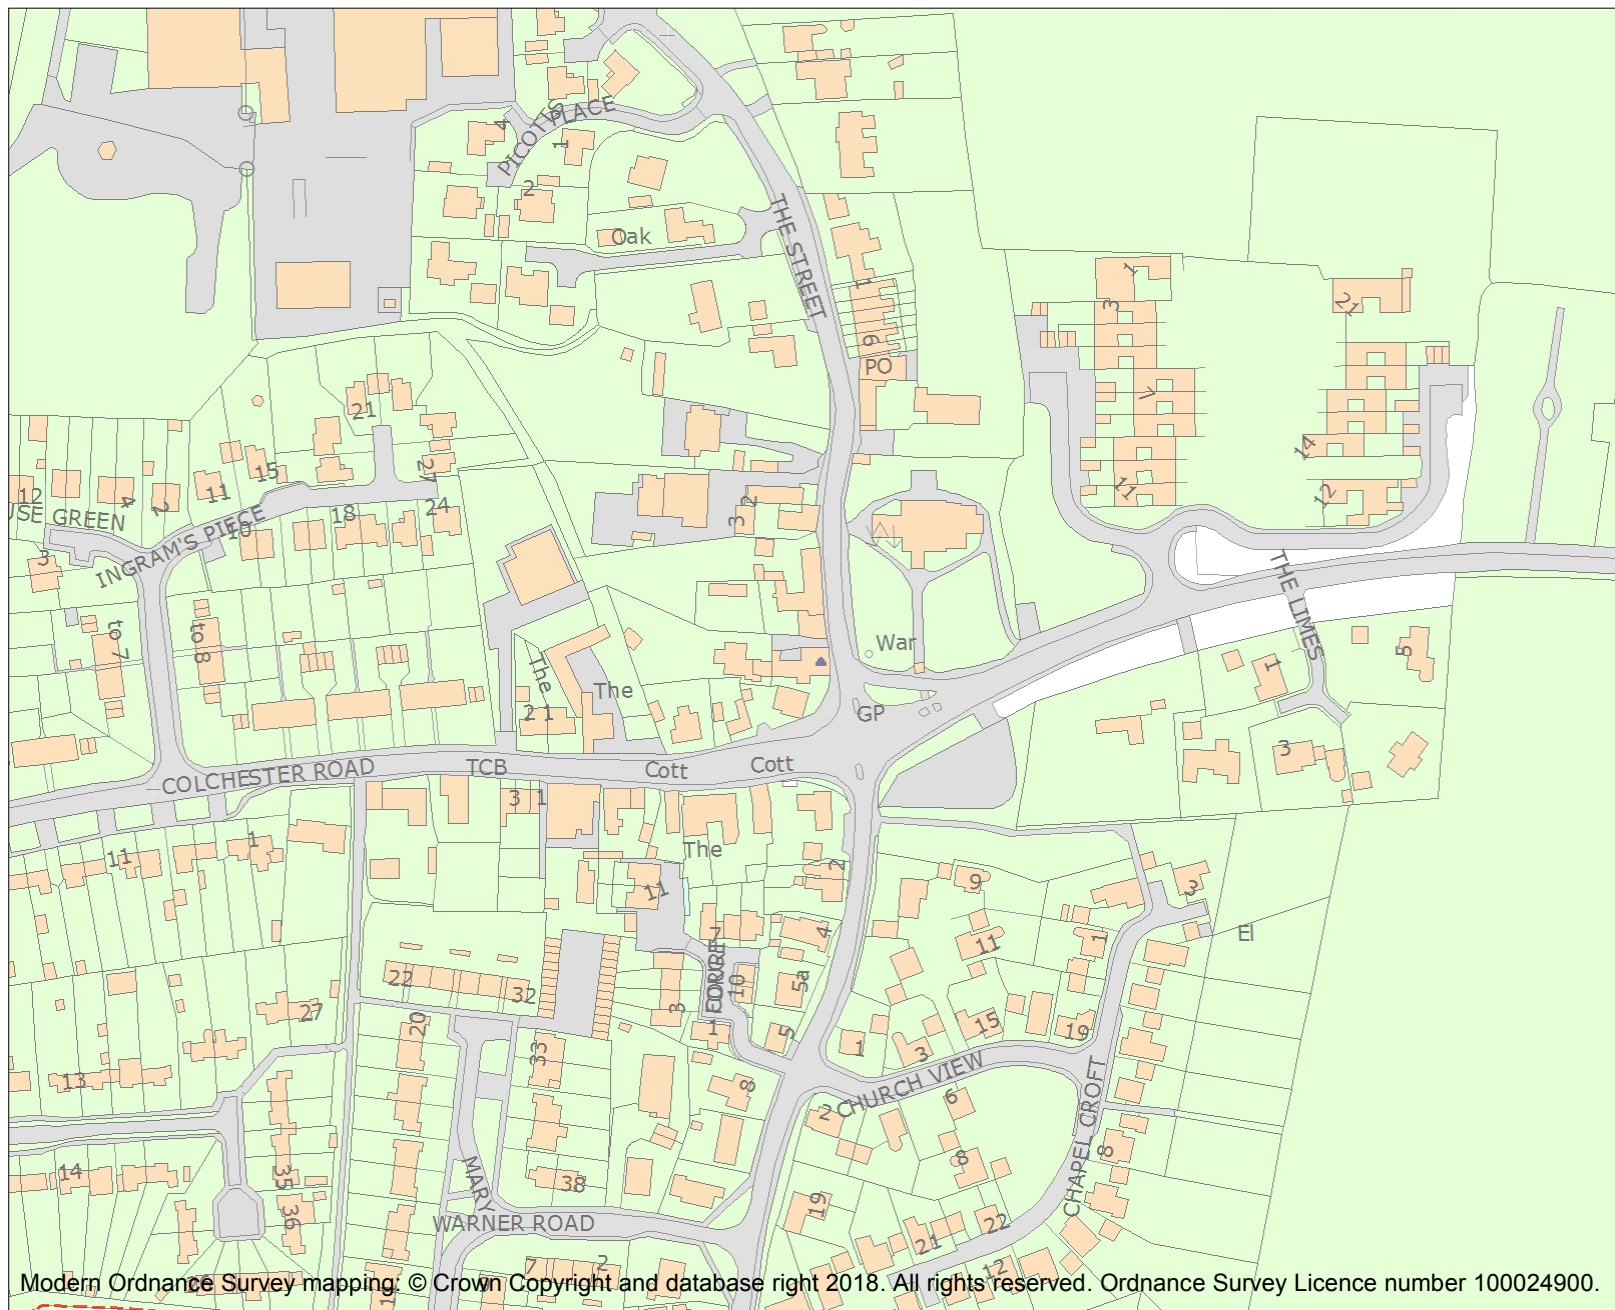 PICOTTS
PLACE
4
1
2
Oak
THE STREET
1
6
PO
1
3
7
11
21
14
12
21
27
15
11
4
2
12
USE GREEN
INGRAM'S PIECE
10
18
24
3
to 7
to 8
2
3
War
GP
THE LIMES
1
5
3
The
The
2 1
COLCHESTER ROAD
TCB
Cott
Cott
3
1
11
1
The
11
2
9
3
El
7
4
11
1
22
32
3
10
5a
27
20
1
5
1
15
19
33
3
CHURCH VIEW
13
8
2
6
CHAPEL CROFT
8
8
14
35
38
MARY
19
36
WARNER ROAD
22
21
7
2
12
Modern Ordnance Survey mapping: © Crown Copyright and database right 2018. All rights reserved. Ordnance Survey Licence number 100024900.